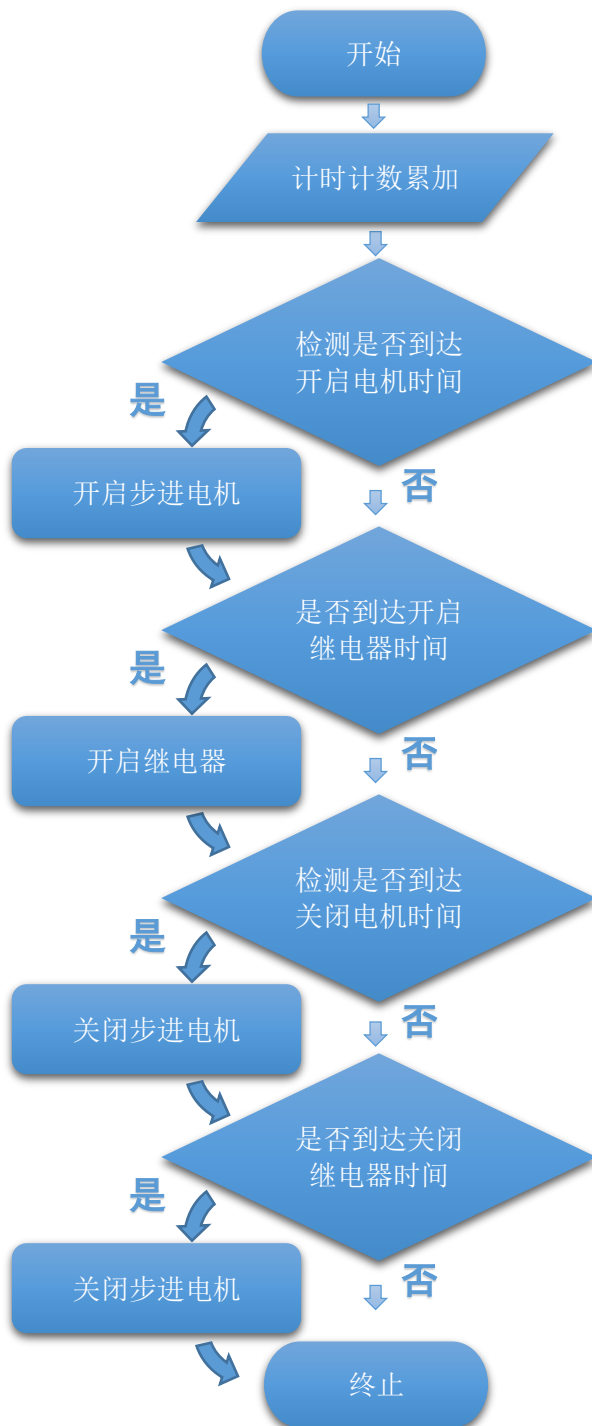 开始
计时计数累加
检测是否到达
开启电机时间
是
开启步进电机
否
是否到达开启
继电器时间
是
开启继电器
否
检测是否到达
关闭电机时间
是
关闭步进电机
否
是否到达关闭
继电器时间
是
关闭步进电机
否
终止